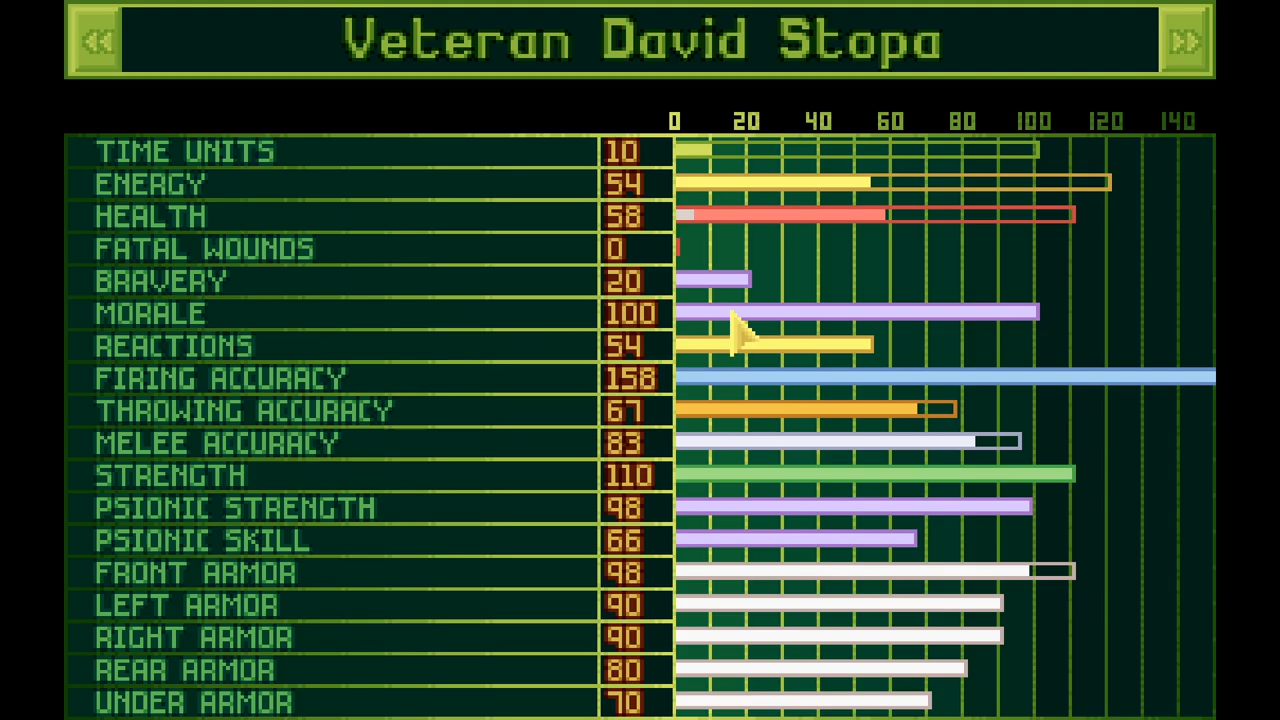 Veteran David Stopa
0 20 40 60 80 100 120 140
TIME UNITS 10
ENERGY 54
HEALTH 58
FATAL WOUNDS 0
BRAVERY 20
MORALE 100
REACTIONS 54
FIRING ACCURACY 158
THROWING ACCURACY 67
MELEE ACCURACY 83
STRENGTH 110
PSIONIC STRENGTH 98
PSIONIC SKILL 66
FRONT ARMOR 98
LEFT ARMOR 90
RIGHT ARMOR 90
REAR ARMOR 80
UNDER ARMOR 70